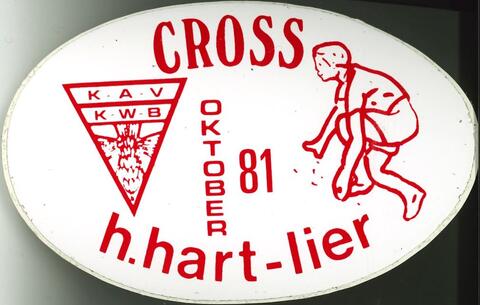 CROSS
K·A·V
K·W·B
OKTOBER
81
h.hart-lier